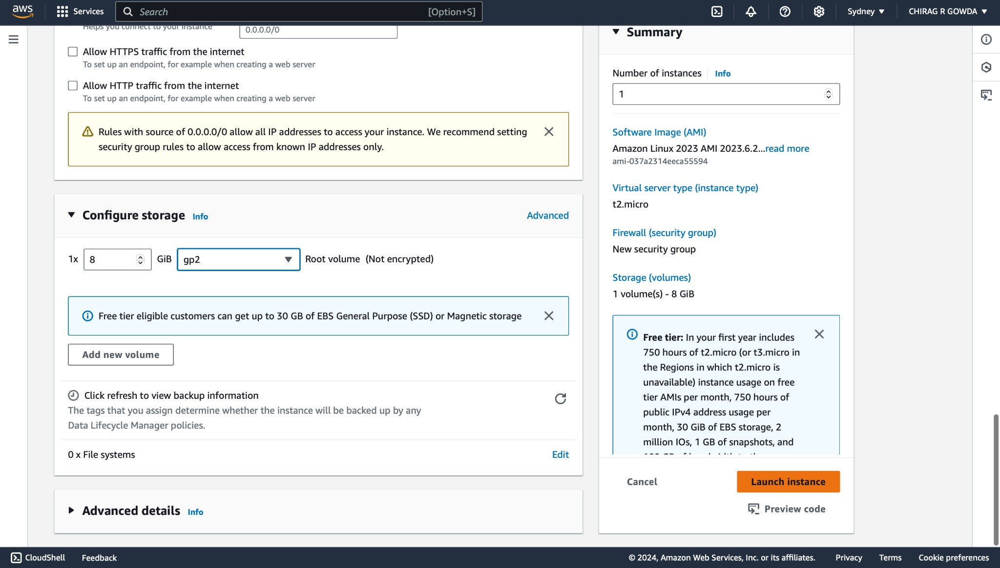 aws
Services
Search
[Option+S]
Sydney
CHIRAG R GOWDA
Helps you connect to your instance
0.0.0.0/0
Allow HTTPS traffic from the internet
To set up an endpoint, for example when creating a web server
Allow HTTP traffic from the internet
To set up an endpoint, for example when creating a web server
Rules with source of 0.0.0.0/0 allow all IP addresses to access your instance. We recommend setting
security group rules to allow access from known IP addresses only.
Configure storage Info
Advanced
1x 8 GiB gp2 Root volume (Not encrypted)
Free tier eligible customers can get up to 30 GB of EBS General Purpose (SSD) or Magnetic storage
Add new volume
Click refresh to view backup information
The tags that you assign determine whether the instance will be backed up by any
Data Lifecycle Manager policies.
0 x File systems
Edit
Advanced details Info
Summary
Number of instances Info
1
Software Image (AMI)
Amazon Linux 2023 AMI 2023.6.2...read more
ami-037a2314eeca55594
Virtual server type (instance type)
t2.micro
Firewall (security group)
New security group
Storage (volumes)
1 volume(s) - 8 GiB
Free tier: In your first year includes
750 hours of t2.micro (or t3.micro in
the Regions in which t2.micro is
unavailable) instance usage on free
tier AMIs per month, 750 hours of
public IPv4 address usage per
month, 30 GiB of EBS storage, 2
million IOs, 1 GB of snapshots, and
Cancel
Launch instance
Preview code
CloudShell
Feedback
© 2024, Amazon Web Services, Inc. or its affiliates.
Privacy
Terms
Cookie preferences